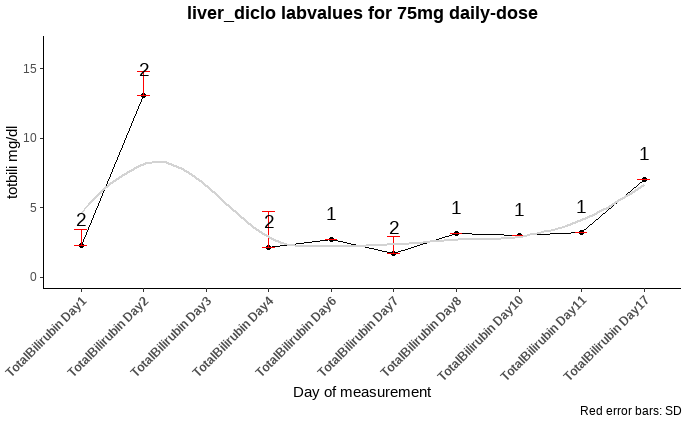 liver_diclo labvalues for 75mg daily-dose
totbili mg/dl
15
10
5
0
2
2
2
1
2
1
1
1
1
TotalBilirubin Day1
TotalBilirubin Day2
TotalBilirubin Day3
TotalBilirubin Day4
TotalBilirubin Day6
TotalBilirubin Day7
TotalBilirubin Day8
TotalBilirubin Day10
TotalBilirubin Day11
TotalBilirubin Day17
Day of measurement
Red error bars: SD